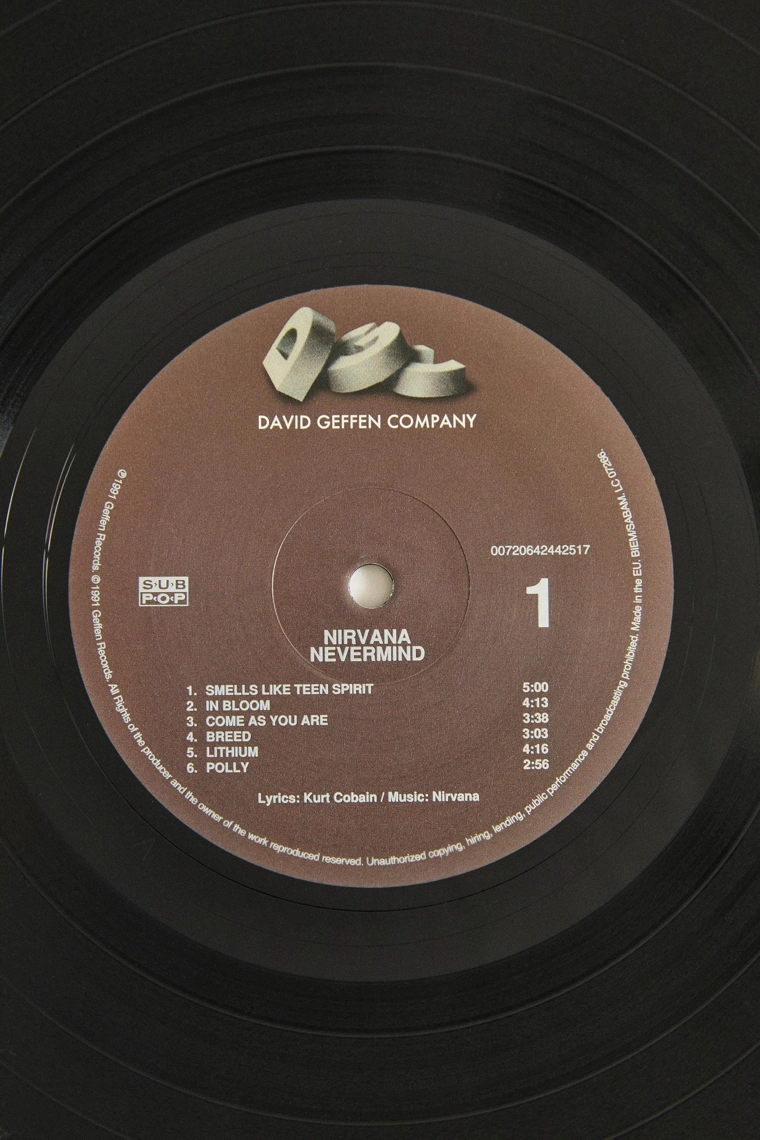 DGC
DAVID GEFFEN COMPANY
℗1991 Geffen Records. ©1991 Geffen Records. All Rights of the producer and the owner of the work reproduced reserved. Unauthorized copying, hiring, lending, public performance and broadcasting prohibited. Made in the EU. BIEM/SABAM. LC 07266.
00720642442517
1
SUB
POP
NIRVANA
NEVERMIND
1. SMELLS LIKE TEEN SPIRIT 5:00
2. IN BLOOM 4:13
3. COME AS YOU ARE 3:38
4. BREED 3:03
5. LITHIUM 4:16
6. POLLY 2:56
Lyrics: Kurt Cobain / Music: Nirvana